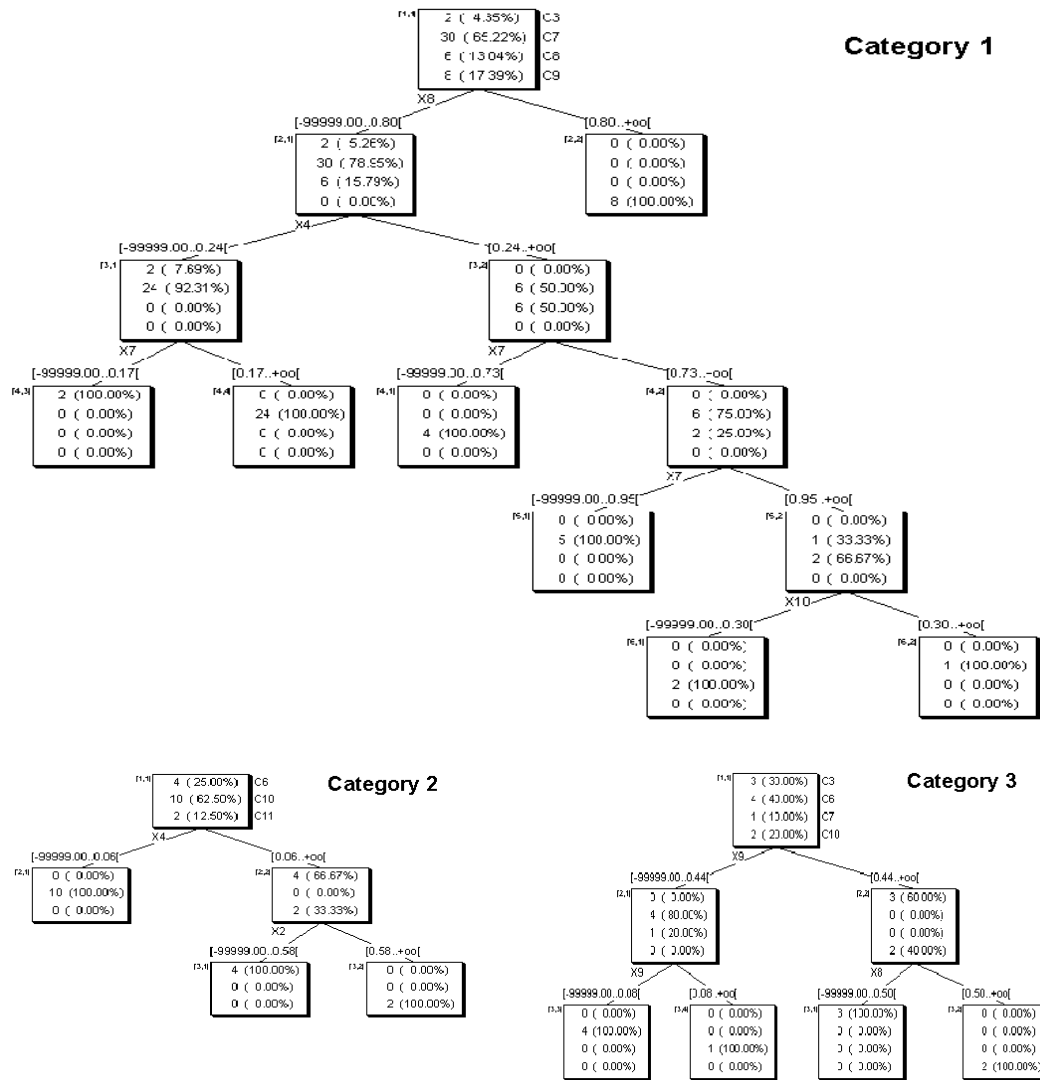 [1,1] 2 ( 4.35%) C3
30 (65.22%) C7
6 (13.04%) C8
8 (17.39%) C9
Category 1
X8
[-99999.00..0.80[ [0.80..+oo[
[2,1] 2 ( 5.26%) [2,2] 0 ( 0.00%)
30 (78.95%) 0 ( 0.00%)
6 (15.79%) 0 ( 0.00%)
0 ( 0.00%) 8 (100.00%)
X4
[-99999.00..0.24[ [0.24..+oo[
[3,1 2 ( 7.69%) [3,2] 0 ( 0.00%)
24 (92.31%) 6 (50.00%)
0 ( 0.00%) 6 (50.00%)
0 ( 0.00%) 0 ( 0.00%)
X7 X7
[-99999.00..0.17[ [0.17..+oo[ [-99999.00..0.73[ [0.73..+oo[
[4,3] 2 (100.00%) [4,4] 0 ( 0.00%) [4,1] 0 ( 0.00%) [4,2] 0 ( 0.00%)
0 ( 0.00%) 24 (100.00%) 0 ( 0.00%) 6 (75.00%)
0 ( 0.00%) 0 ( 0.00%) 4 (100.00%) 2 (25.00%)
0 ( 0.00%) 0 ( 0.00%) 0 ( 0.00%) 0 ( 0.00%)
X7
[-99999.00..0.95[ [0.95..+oo[
[5,1] 0 ( 0.00%) [5,2] 0 ( 0.00%)
5 (100.00%) 1 (33.33%)
0 ( 0.00%) 2 (66.67%)
0 ( 0.00%) 0 ( 0.00%)
X10
[-99999.00..0.30[ [0.30..+oo[
[6,1] 0 ( 0.00%) [6,2] 0 ( 0.00%)
0 ( 0.00%) 1 (100.00%)
2 (100.00%) 0 ( 0.00%)
0 ( 0.00%) 0 ( 0.00%)
[1,1] 4 (25.00%) C6
10 (62.50%) C10
2 (12.50%) C11
Category 2
X4
[-99999.00..0.06[ [0.06..+oo[
[2,1] 0 ( 0.00%) [2,2] 4 (66.67%)
10 (100.00%) 0 ( 0.00%)
0 ( 0.00%) 2 (33.33%)
X2
[-99999.00..0.58[ [0.58..+oo[
[3,1] 4 (100.00%) [3,2] 0 ( 0.00%)
0 ( 0.00%) 0 ( 0.00%)
0 ( 0.00%) 2 (100.00%)
[1,1] 3 (30.00%) C3
4 (40.00%) C6
1 (10.00%) C7
2 (20.00%) C10
Category 3
X9
[-99999.00..0.44[ [0.44..+oo[
[2,1] 0 ( 0.00%) [2,2] 3 (60.00%)
4 (80.00%) 0 ( 0.00%)
1 (20.00%) 0 ( 0.00%)
0 ( 0.00%) 2 (40.00%)
X9 X8
[-99999.00..0.08[ [0.08..+oo[ [-99999.00..0.50[ [0.50..+oo[
[3,3] 0 ( 0.00%) [3,4] 0 ( 0.00%) [3,1] 3 (100.00%) [3,2] 0 ( 0.00%)
4 (100.00%) 0 ( 0.00%) 0 ( 0.00%) 0 ( 0.00%)
0 ( 0.00%) 1 (100.00%) 0 ( 0.00%) 0 ( 0.00%)
0 ( 0.00%) 0 ( 0.00%) 0 ( 0.00%) 2 (100.00%)